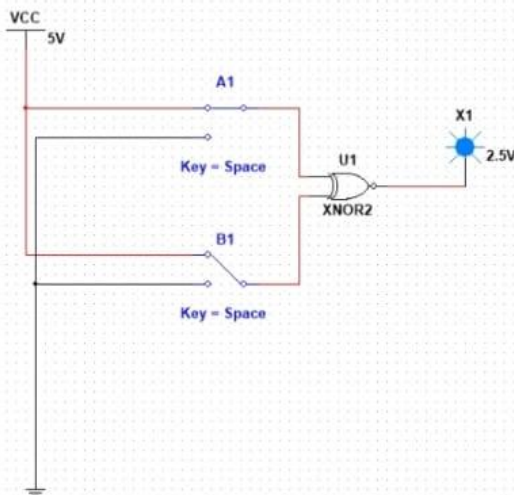 VCC
5V
A1
Key = Space
U1
XNOR2
X1
2.5V
B1
Key = Space